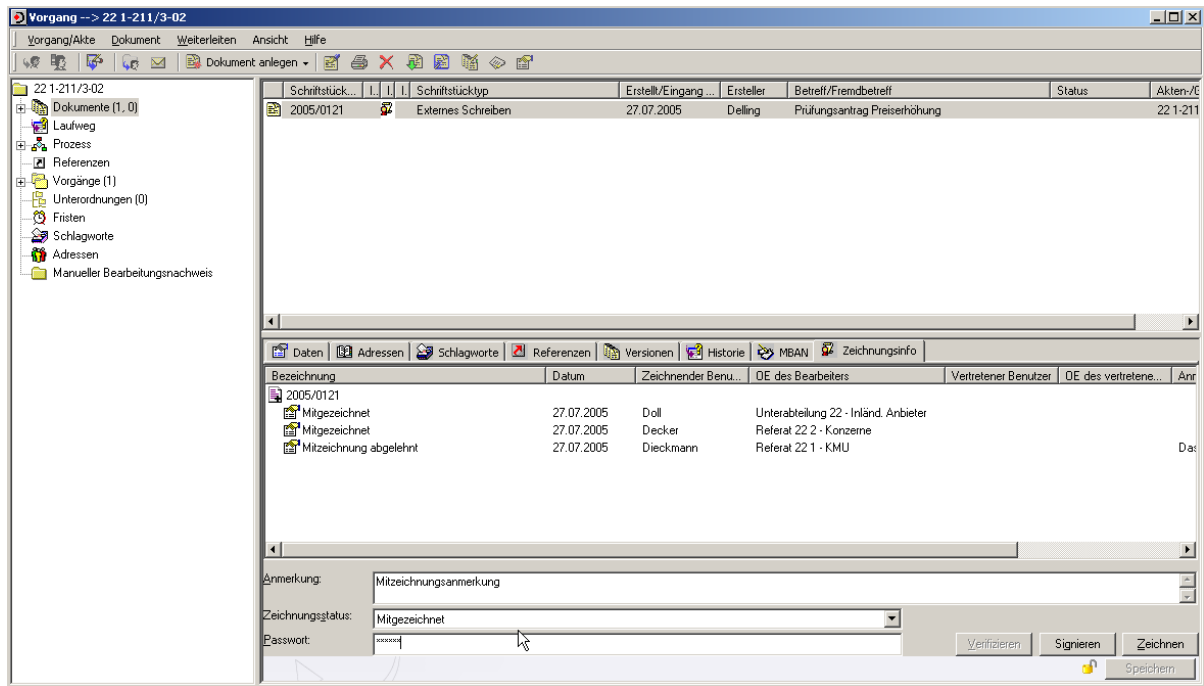 Vorgang --> 22 1-211/3-02
Vorgang/Akte Dokument Weiterleiten Ansicht Hilfe
Dokument anlegen
22 1-211/3-02
Dokumente (1, 0)
Laufweg
Prozess
Referenzen
Vorgänge (1)
Unterordnungen (0)
Fristen
Schlagworte
Adressen
Manueller Bearbeitungsnachweis
Schriftstück... I... I. I. Schriftstücktyp Erstellt/Eingang ... Ersteller Betreff/Fremdbetreff Status Akten-/G
2005/0121 Externes Schreiben 27.07.2005 Delling Prüfungsantrag Preiserhöhung 22 1-211
Daten Adressen Schlagworte Referenzen Versionen Historie MBAN Zeichnungsinfo
Bezeichnung Datum Zeichnender Benu... OE des Bearbeiters Vertretener Benutzer OE des vertretene... Anr
2005/0121
Mitgezeichnet 27.07.2005 Doll Unterabteilung 22 - Inländ. Anbieter
Mitgezeichnet 27.07.2005 Decker Referat 22 2 - Konzerne
Mitzeichnung abgelehnt 27.07.2005 Dieckmann Referat 22 1 - KMU Das
Anmerkung: Mitzeichnungsanmerkung
Zeichnungsstatus: Mitgezeichnet
Passwort: xxxxxx
Verifizieren Signieren Zeichnen
Speichern